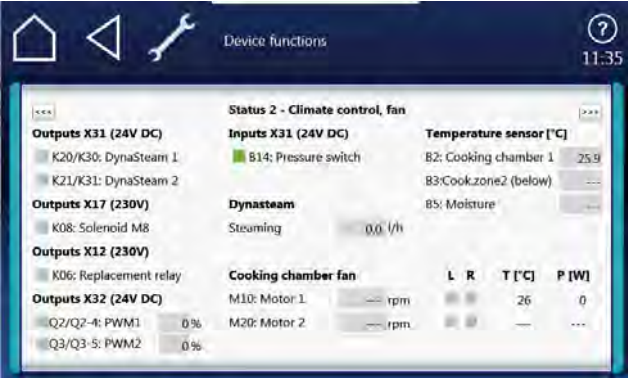 Device functions
?
11:35
<<<
Status 2 - Climate control, fan
>>>
Outputs X31 (24V DC)
K20/K30: DynaSteam 1
K21/K31: DynaSteam 2
Outputs X17 (230V)
K08: Solenoid M8
Outputs X12 (230V)
K06: Replacement relay
Outputs X32 (24V DC)
Q2/Q2-4: PWM1 0%
Q3/Q3-5: PWM2 0%
Inputs X31 (24V DC)
B14: Pressure switch
Dynasteam
Steaming 0.0 l/h
Temperature sensor [°C]
B2: Cooking chamber 1 25.9
B3:Cook.zone2 (below) ---
B5: Moisture ---
Cooking chamber fan L R T [°C] P [W]
M10: Motor 1 --- rpm 26 0
M20: Motor 2 --- rpm --- ---